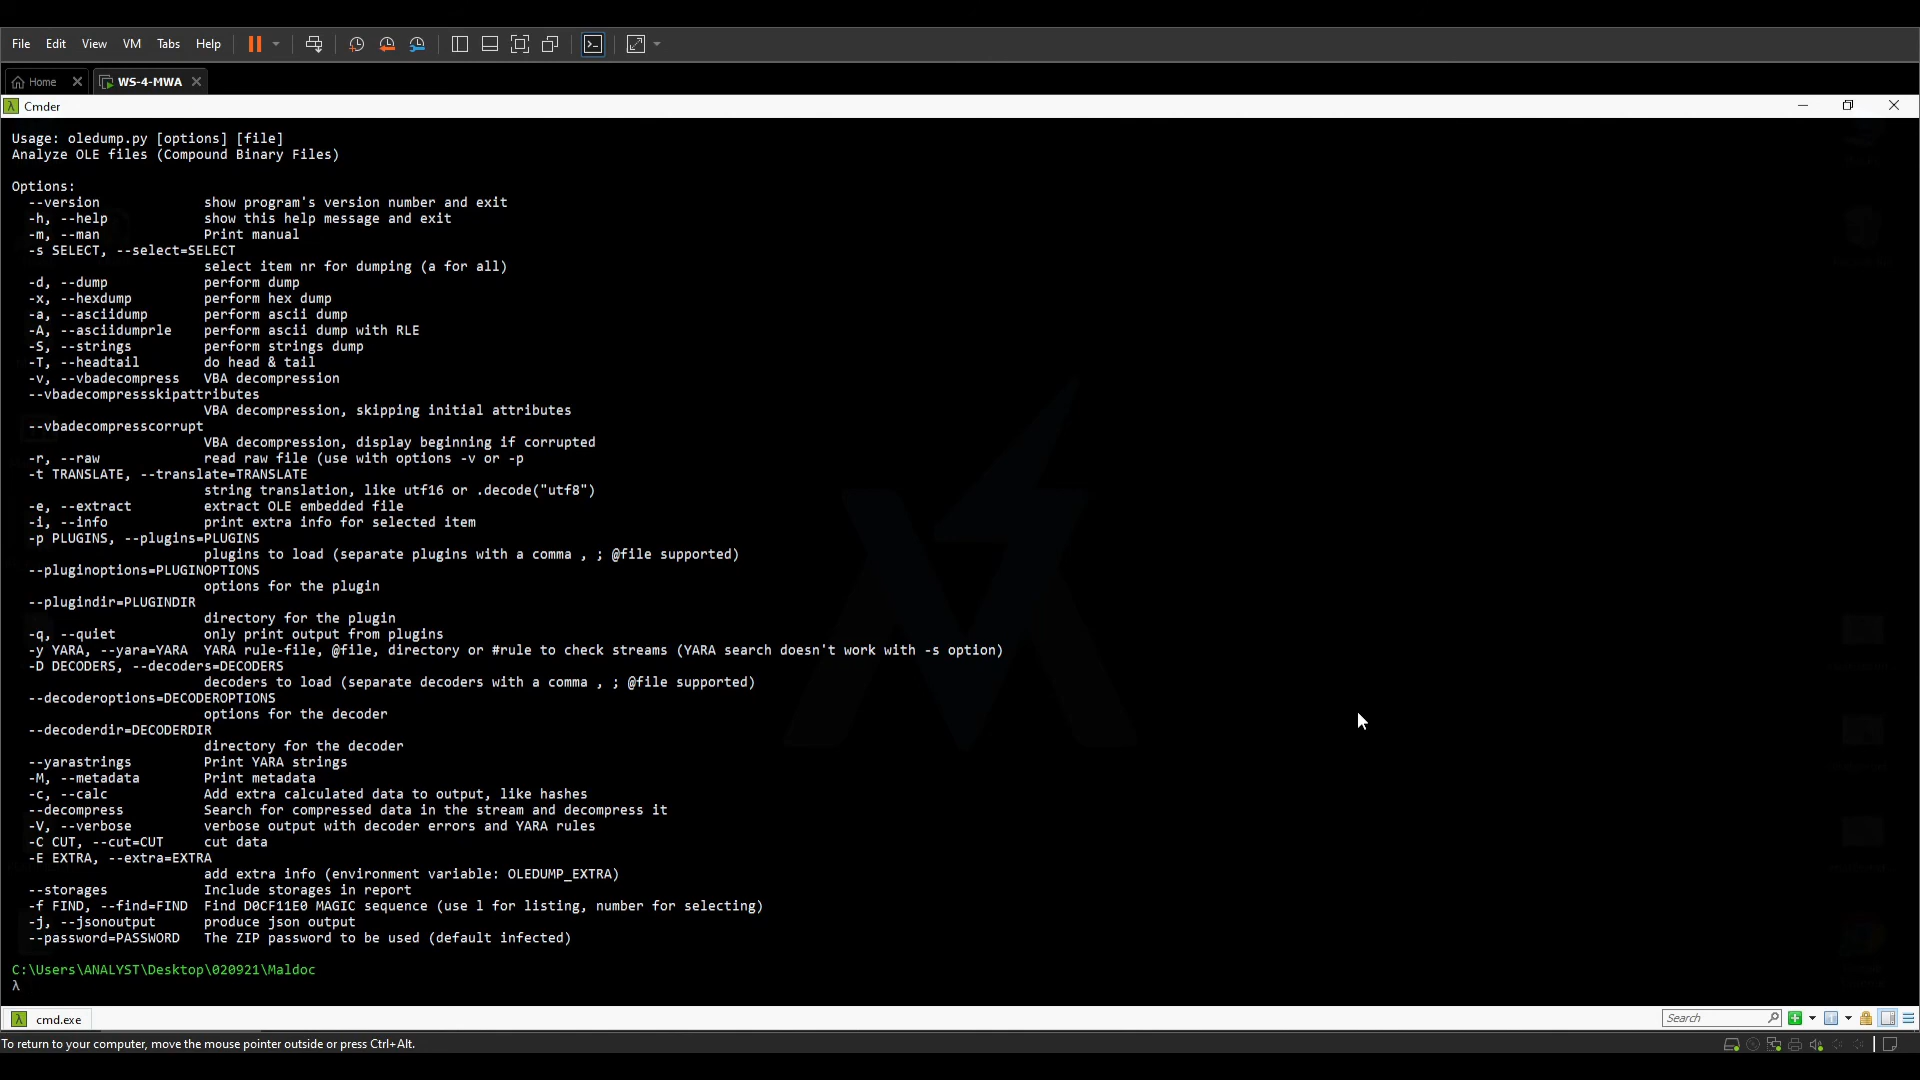 File Edit View VM Tabs Help
Home WS-4-MWA
Cmder
Usage: oledump.py [options] [file]
Analyze OLE files (Compound Binary Files)
Options:
--version show program's version number and exit
-h, --help show this help message and exit
-m, --man Print manual
-s SELECT, --select=SELECT
select item nr for dumping (a for all)
-d, --dump perform dump
-x, --hexdump perform hex dump
-a, --asciidump perform ascii dump
-A, --asciidumprle perform ascii dump with RLE
-S, --strings perform strings dump
-T, --headtail do head & tail
-v, --vbadecompress VBA decompression
--vbadecompressskipattributes
VBA decompression, skipping initial attributes
--vbadecompresscorrupt
VBA decompression, display beginning if corrupted
-r, --raw read raw file (use with options -v or -p
-t TRANSLATE, --translate=TRANSLATE
string translation, like utf16 or .decode("utf8")
-e, --extract extract OLE embedded file
-i, --info print extra info for selected item
-p PLUGINS, --plugins=PLUGINS
plugins to load (separate plugins with a comma , ; @file supported)
--pluginoptions=PLUGINOPTIONS
options for the plugin
--plugindir=PLUGINDIR
directory for the plugin
-q, --quiet only print output from plugins
-y YARA, --yara=YARA YARA rule-file, @file, directory or #rule to check streams (YARA search doesn't work with -s option)
-D DECODERS, --decoders=DECODERS
decoders to load (separate decoders with a comma , ; @file supported)
--decoderoptions=DECODEROPTIONS
options for the decoder
--decoderdir=DECODERDIR
directory for the decoder
--yarastrings Print YARA strings
-M, --metadata Print metadata
-c, --calc Add extra calculated data to output, like hashes
--decompress Search for compressed data in the stream and decompress it
-V, --verbose verbose output with decoder errors and YARA rules
-C CUT, --cut=CUT cut data
-E EXTRA, --extra=EXTRA
add extra info (environment variable: OLEDUMP_EXTRA)
--storages Include storages in report
-f FIND, --find=FIND Find D0CF11E0 MAGIC sequence (use l for listing, number for selecting)
-j, --jsonoutput produce json output
--password=PASSWORD The ZIP password to be used (default infected)
C:\Users\ANALYST\Desktop\020921\Maldoc
λ
cmd.exe Search
To return to your computer, move the mouse pointer outside or press Ctrl+Alt.